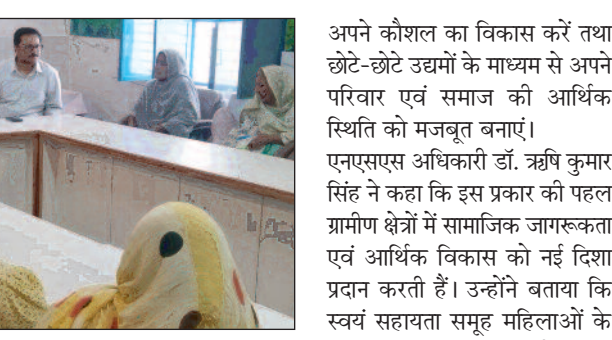 अपने कौशल का विकास करें तथा
छोटे-छोटे उद्यमों के माध्यम से अपने
परिवार एवं समाज की आर्थिक
स्थिति को मजबूत बनाएं।
एनएसएस अधिकारी डॉ. ऋषि कुमार
सिंह ने कहा कि इस प्रकार की पहल
ग्रामीण क्षेत्रों में सामाजिक जागरूकता
एवं आर्थिक विकास को नई दिशा
प्रदान करती हैं। उन्होंने बताया कि
स्वयं सहायता समूह महिलाओं के